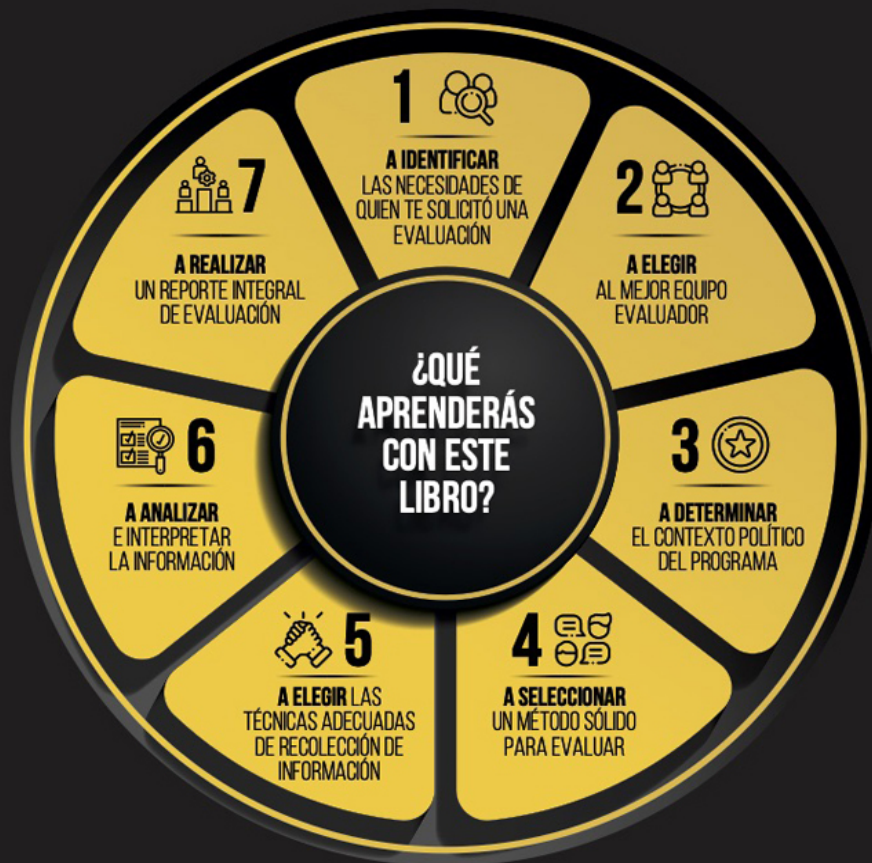 ¿QUÉ
APRENDERÁS
CON ESTE
LIBRO?
1
A IDENTIFICAR
LAS NECESIDADES DE
QUIEN TE SOLICITÓ UNA
EVALUACIÓN
2
A ELEGIR
AL MEJOR EQUIPO
EVALUADOR
3
A DETERMINAR
EL CONTEXTO POLÍTICO
DEL PROGRAMA
4
A SELECCIONAR
UN MÉTODO SÓLIDO
PARA EVALUAR
5
A ELEGIR LAS
TÉCNICAS ADECUADAS
DE RECOLECCIÓN DE
INFORMACIÓN
6
A ANALIZAR
E INTERPRETAR
LA INFORMACIÓN
7
A REALIZAR
UN REPORTE INTEGRAL
DE EVALUACIÓN